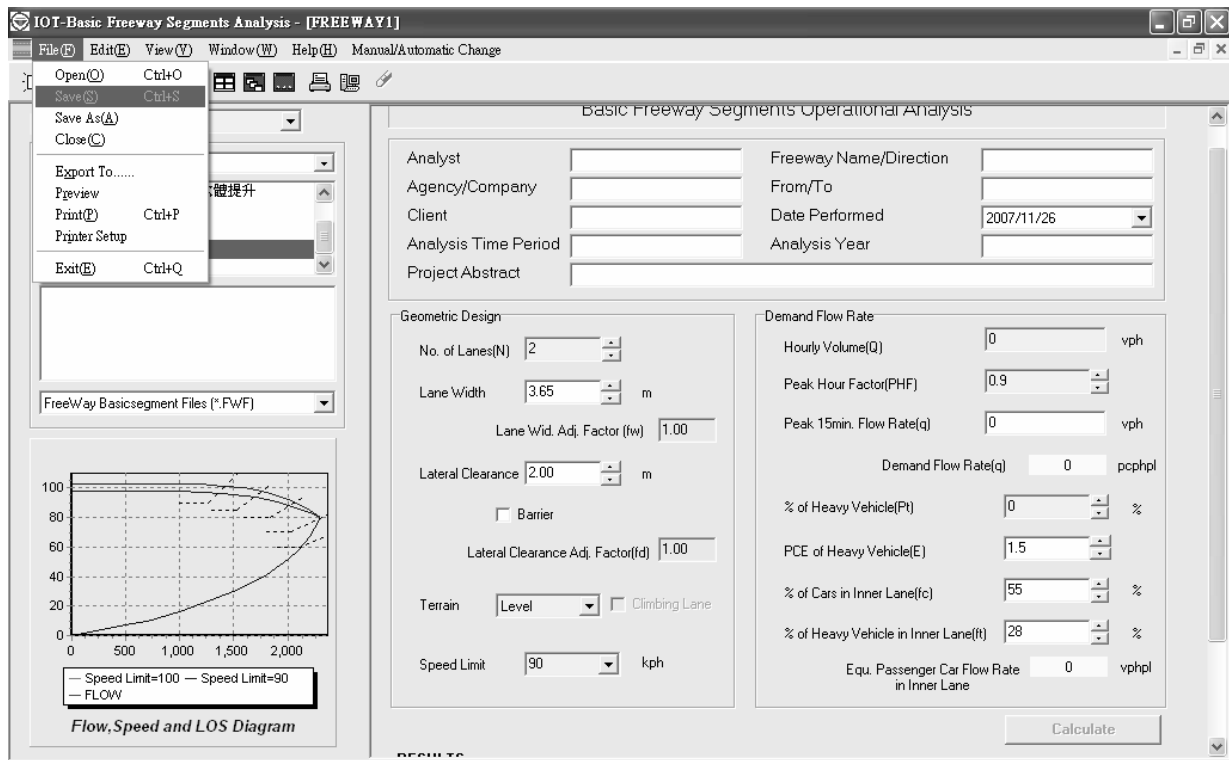 IOT-Basic Freeway Segments Analysis - [FREEWAY1]
File(F) Edit(E) View(V) Window(W) Help(H) Manual/Automatic Change
Open(O) Ctrl+O
Save(S) Ctrl+S
Save As(A)
Close(C)
Export To......
Preview
Print(P) Ctrl+P
Printer Setup
Exit(E) Ctrl+Q
體提升
FreeWay Basicsegment Files (*.FWF)
100
80
60
40
20
0
0 500 1,000 1,500 2,000
Speed Limit=100 Speed Limit=90
FLOW
Flow,Speed and LOS Diagram
Basic Freeway Segments Operational Analysis
Analyst
Freeway Name/Direction
Agency/Company
From/To
Client
Date Performed 2007/11/26
Analysis Time Period
Analysis Year
Project Abstract
Geometric Design
No. of Lanes(N) 2
Lane Width 3.65 m
Lane Wid. Adj. Factor (fw) 1.00
Lateral Clearance 2.00 m
Barrier
Lateral Clearance Adj. Factor(fd) 1.00
Terrain Level Climbing Lane
Speed Limit 90 kph
Demand Flow Rate
Hourly Volume(Q) 0 vph
Peak Hour Factor(PHF) 0.9
Peak 15min. Flow Rate(q) 0 vph
Demand Flow Rate(q) 0 pcphpl
% of Heavy Vehicle(Pt) 0 %
PCE of Heavy Vehicle(E) 1.5
% of Cars in Inner Lane(fc) 55 %
% of Heavy Vehicle in Inner Lane(ft) 28 %
Equ. Passenger Car Flow Rate 0 vphpl
in Inner Lane
Calculate
RESULTS